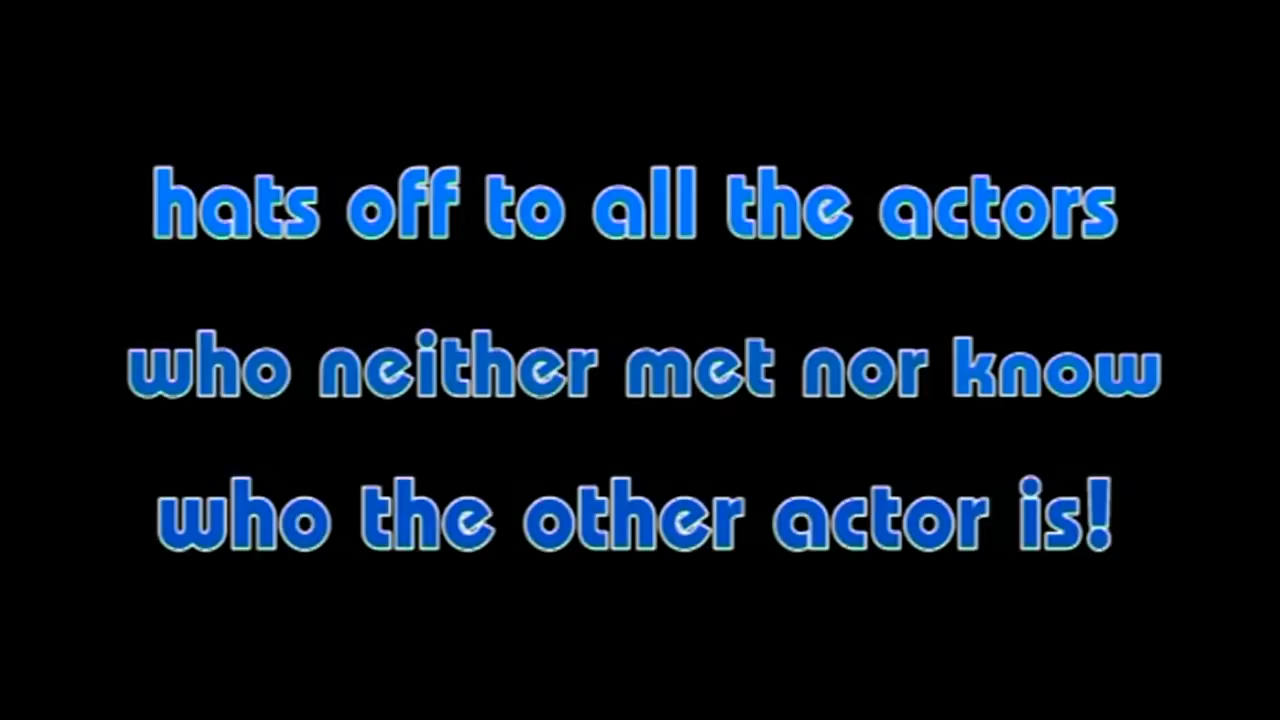 hats off to all the actors
who neither met nor know
who the other actor is!